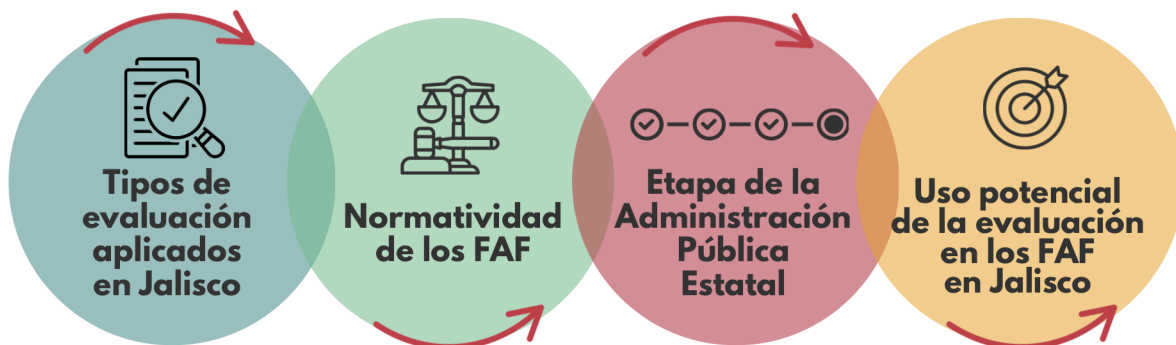 Tipos de
evaluación
aplicados
en Jalisco
Normatividad
de los FAF
Etapa de la
Administración
Pública
Estatal
Uso potencial
de la evaluación
en los FAF
en Jalisco